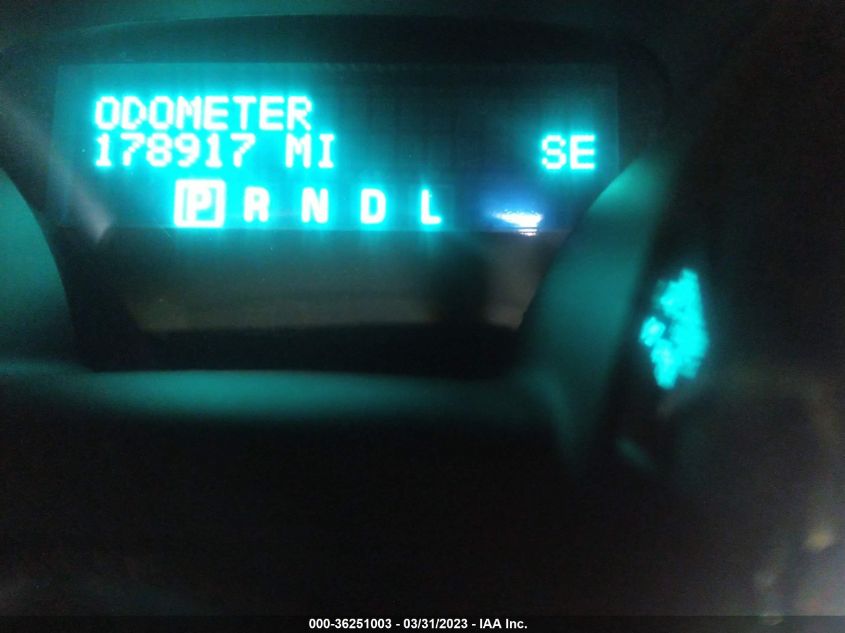 ODOMETER
178917 MI SE
P R N D L
000-36251003 - 03/31/2023 - IAA Inc.